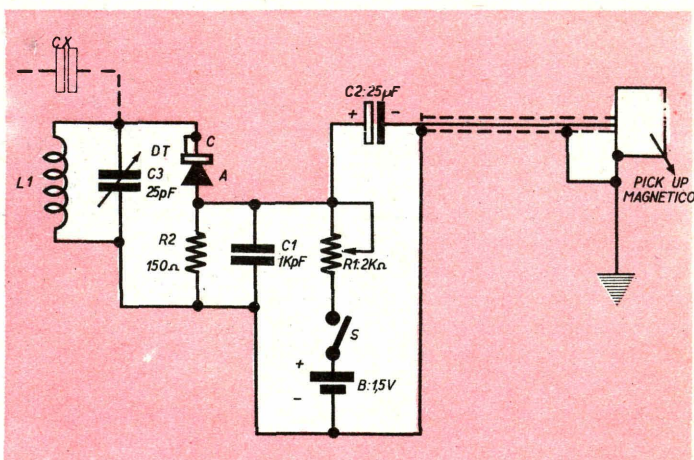 CX
C2:25µF
+ -
L1
DT
C3
25pF
C
A
R2
150Ω
C1
1KpF
R1:2KΩ
S
+
B:1,5V
-
PICK UP
MAGNETICO